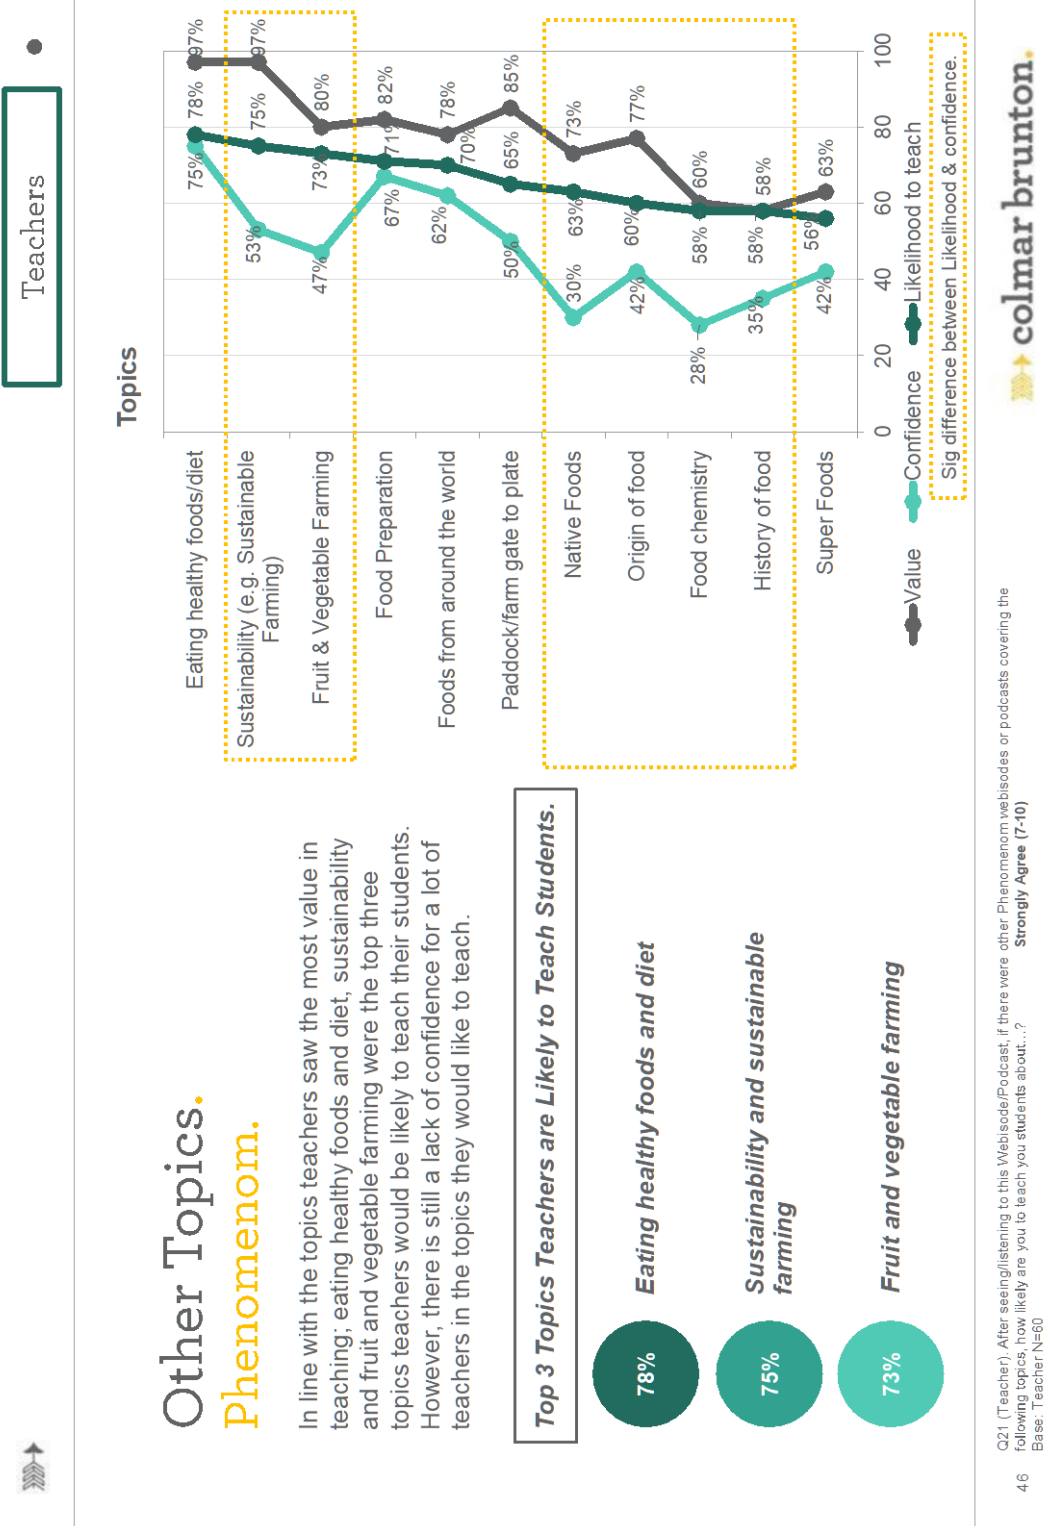 Teachers
Other Topics.
Phenomenom.
In line with the topics teachers saw the most value in
teaching; eating healthy foods and diet, sustainability
and fruit and vegetable farming were the top three
topics teachers would be likely to teach their students.
However, there is still a lack of confidence for a lot of
teachers in the topics they would like to teach.
Top 3 Topics Teachers are Likely to Teach Students.
78%
Eating healthy foods and diet
75%
Sustainability and sustainable
farming
73%
Fruit and vegetable farming
Topics
Eating healthy foods/diet
75%
78%
97%
Sustainability (e.g. Sustainable
Farming)
53%
75%
97%
Fruit & Vegetable Farming
47%
73%
80%
Food Preparation
67%
71%
82%
Foods from around the world
62%
70%
78%
Paddock/farm gate to plate
50%
65%
85%
Native Foods
30%
63%
73%
Origin of food
42%
60%
77%
Food chemistry
28%
58%
60%
History of food
35%
58%
58%
Super Foods
42%
56%
63%
0 20 40 60 80 100
Value Confidence Likelihood to teach
Sig difference between Likelihood & confidence.
Q21 (Teacher). After seeing/listening to this Webisode/Podcast, if there were other Phenomenom webisodes or podcasts covering the
following topics, how likely are you to teach you students about…? Strongly Agree (7-10)
Base: Teacher N=60
46
colmar brunton.